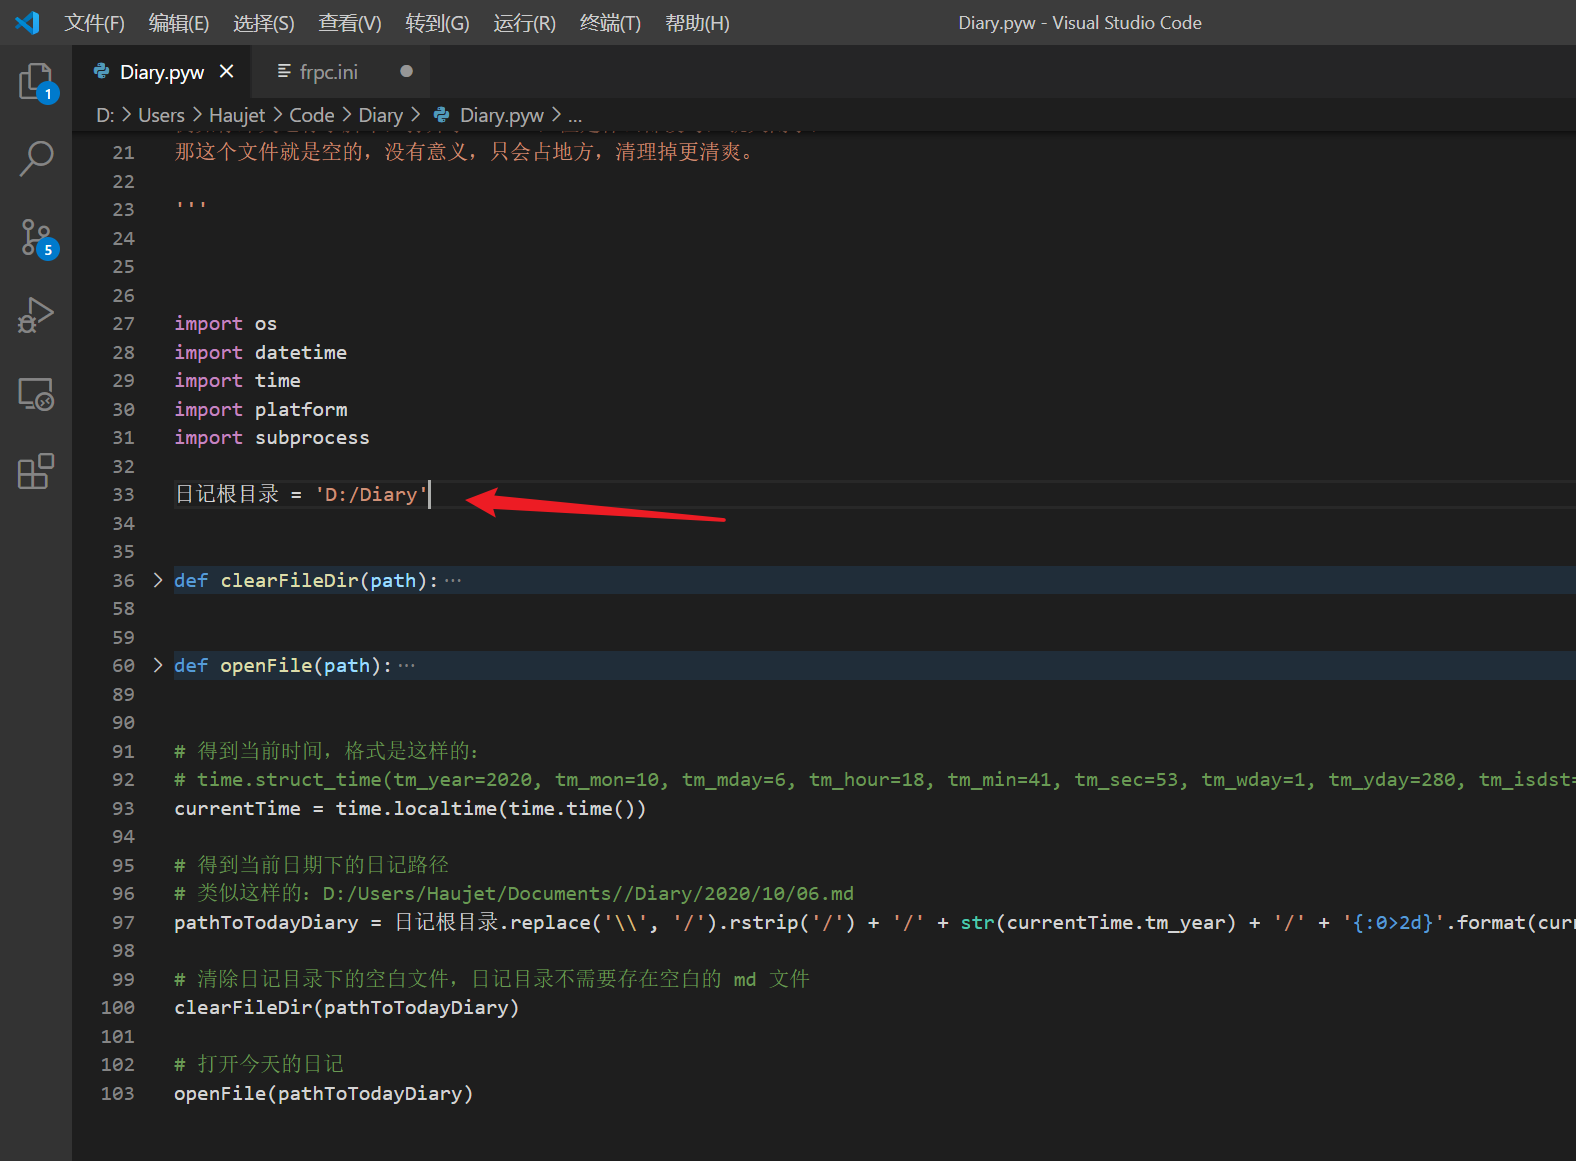 文件(F) 编辑(E) 选择(S) 查看(V) 转到(G) 运行(R) 终端(T) 帮助(H) Diary.pyw - Visual Studio Code
Diary.pyw × frpc.ini ●
D: > Users > Haujet > Code > Diary > Diary.pyw > ...
1
5
21 那这个文件就是空的，没有意义，只会占地方，清理掉更清爽。
22
23 '''
24
25
26
27 import os
28 import datetime
29 import time
30 import platform
31 import subprocess
32
33 日记根目录 = 'D:/Diary'
34
35
36 > def clearFileDir(path):···
58
59
60 > def openFile(path):···
89
90
91 # 得到当前时间，格式是这样的：
92 # time.struct_time(tm_year=2020, tm_mon=10, tm_mday=6, tm_hour=18, tm_min=41, tm_sec=53, tm_wday=1, tm_yday=280, tm_isdst=
93 currentTime = time.localtime(time.time())
94
95 # 得到当前日期下的日记路径
96 # 类似这样的：D:/Users/Haujet/Documents//Diary/2020/10/06.md
97 pathToTodayDiary = 日记根目录.replace('\\', '/').rstrip('/') + '/' + str(currentTime.tm_year) + '/' + '{:0>2d}'.format(curr
98
99 # 清除日记目录下的空白文件，日记目录不需要存在空白的 md 文件
100 clearFileDir(pathToTodayDiary)
101
102 # 打开今天的日记
103 openFile(pathToTodayDiary)